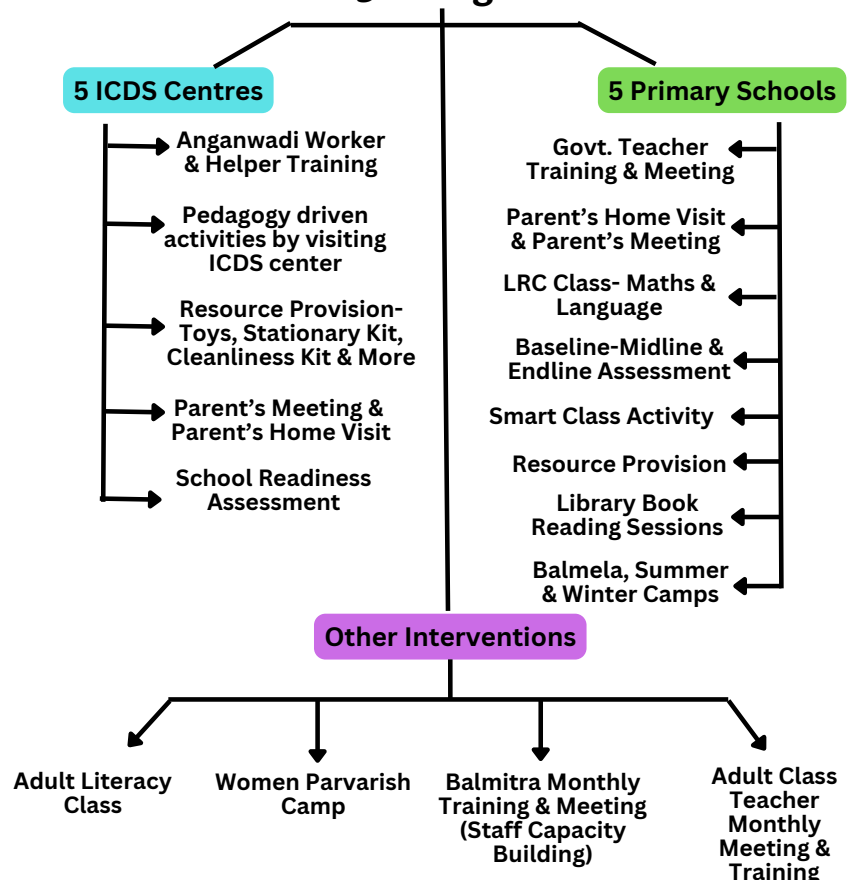 5 ICDS Centres
Anganwadi Worker
& Helper Training
Pedagogy driven
activities by visiting
ICDS center
Resource Provision-
Toys, Stationary Kit,
Cleanliness Kit & More
Parent's Meeting &
Parent's Home Visit
School Readiness
Assessment
5 Primary Schools
Govt. Teacher
Training & Meeting
Parent's Home Visit
& Parent's Meeting
LRC Class- Maths &
Language
Baseline-Midline &
Endline Assessment
Smart Class Activity
Resource Provision
Library Book
Reading Sessions
Balmela, Summer
& Winter Camps
Other Interventions
Adult Literacy
Class
Women Parvarish
Camp
Balmitra Monthly
Training & Meeting
(Staff Capacity
Building)
Adult Class
Teacher
Monthly
Meeting &
Training